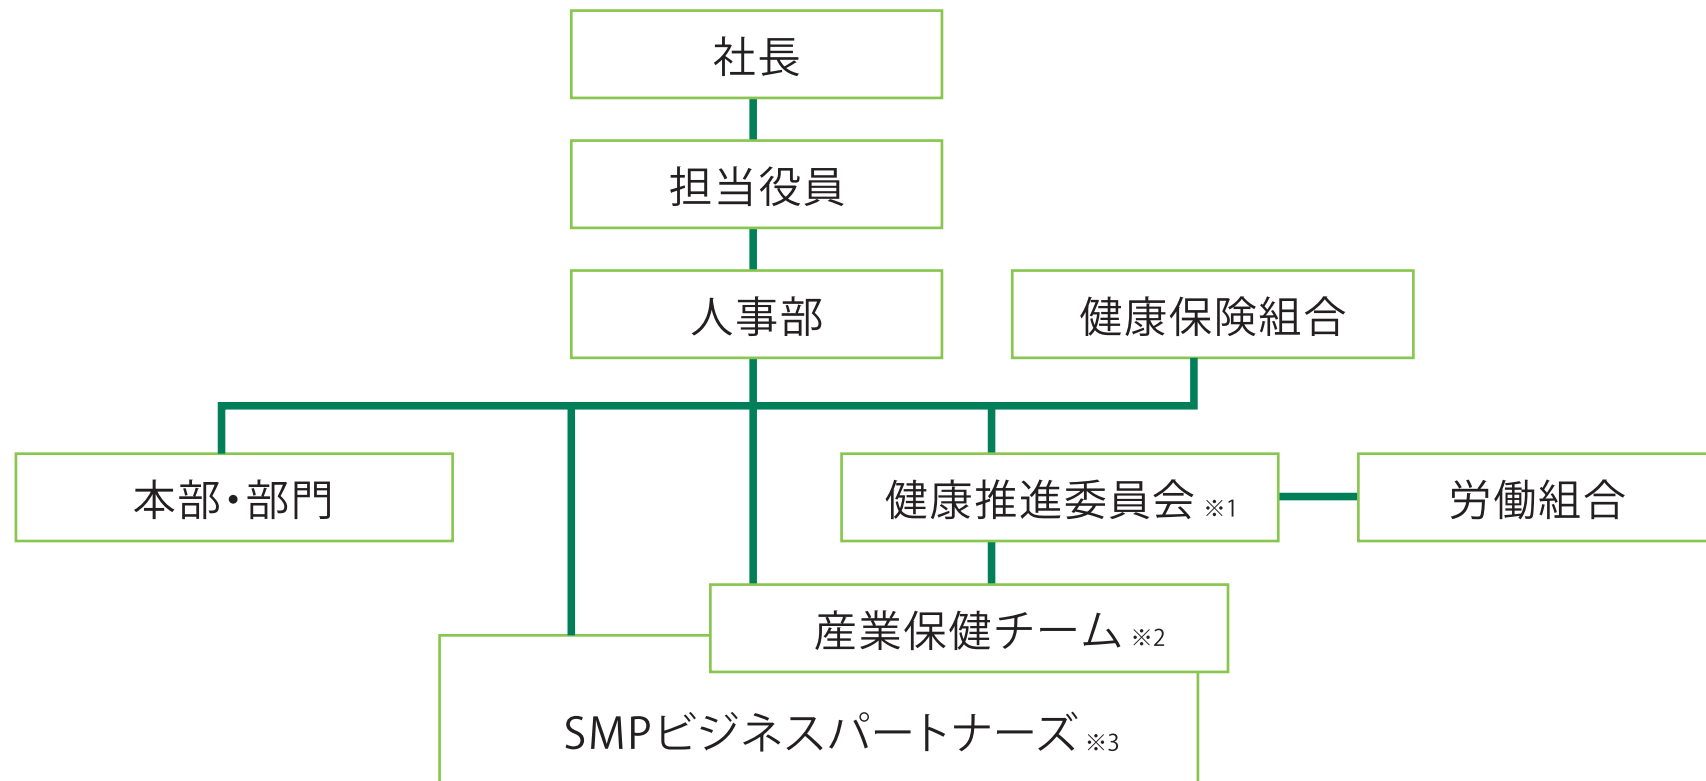 社長
担当役員
人事部
健康保険組合
本部・部門
健康推進委員会 ※1
労働組合
産業保健チーム ※2
SMPビジネスパートナーズ ※3